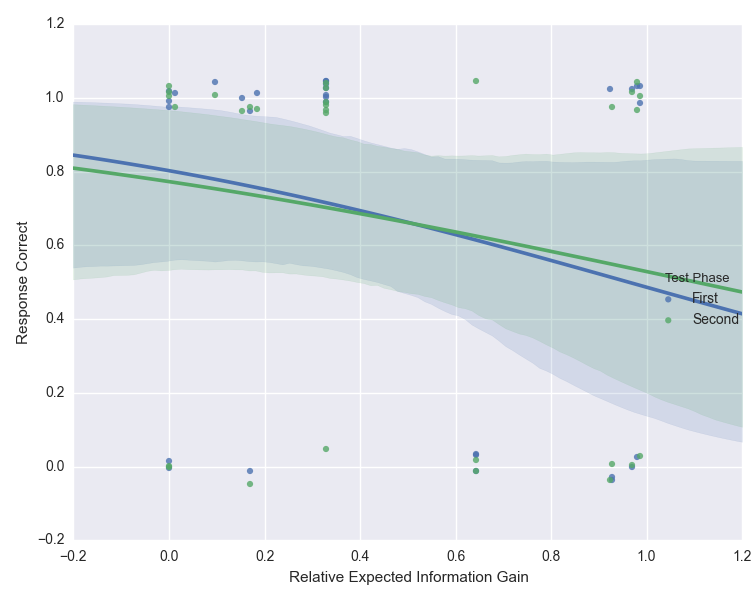 1.2
1.0
0.8
0.6
0.4
0.2
0.0
−0.2
Response Correct
Test Phase
First
Second
−0.2 0.0 0.2 0.4 0.6 0.8 1.0 1.2
Relative Expected Information Gain